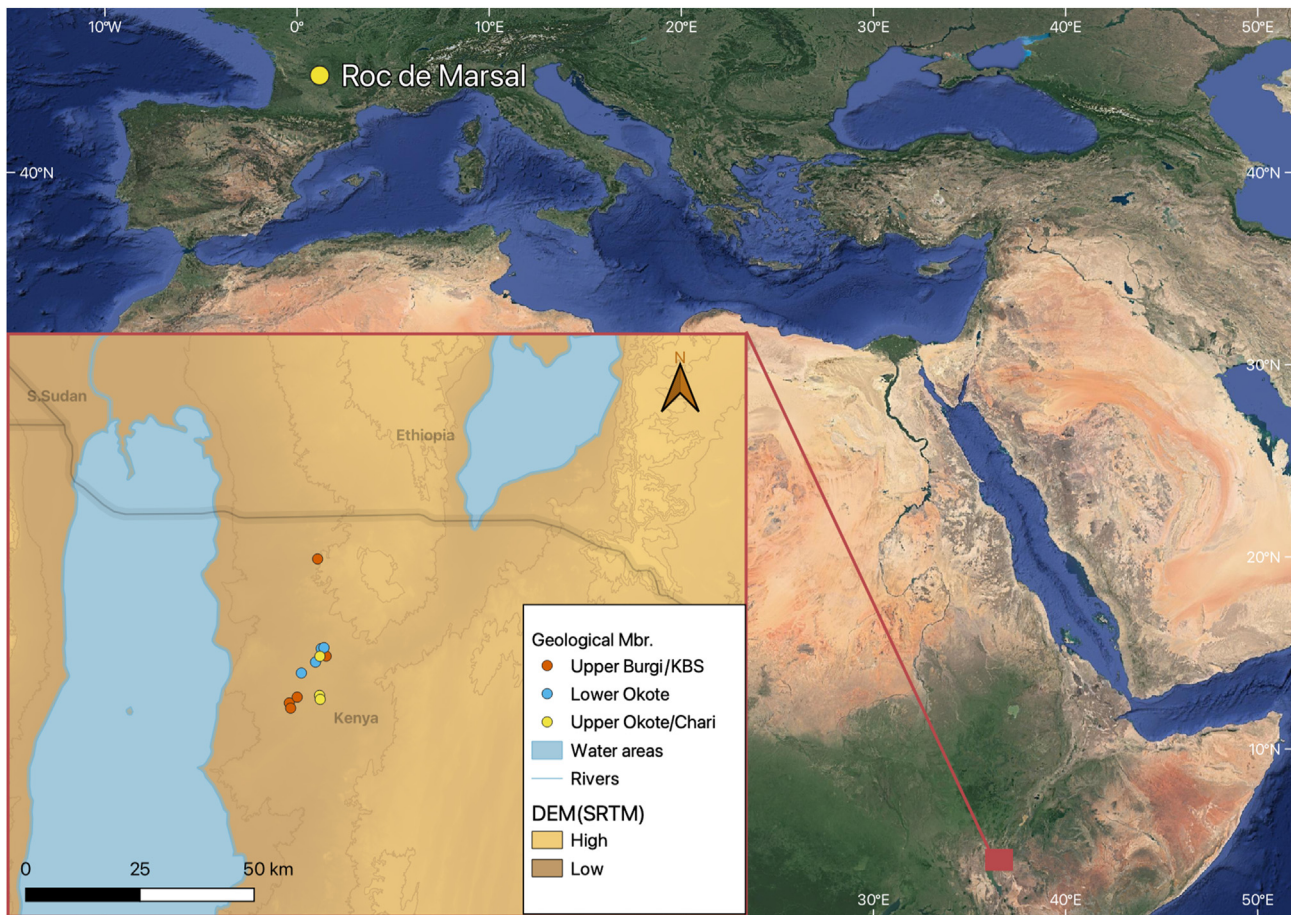 10°W
0°
10°E
20°E
30°E
40°E
50°E
Roc de Marsal
40°N
40°N
30°N
20°N
10°N
30°E
40°E
50°E
S.Sudan
Ethiopia
Kenya
N
Geological Mbr.
Upper Burgi/KBS
Lower Okote
Upper Okote/Chari
Water areas
Rivers
DEM(SRTM)
High
Low
0 25 50 km